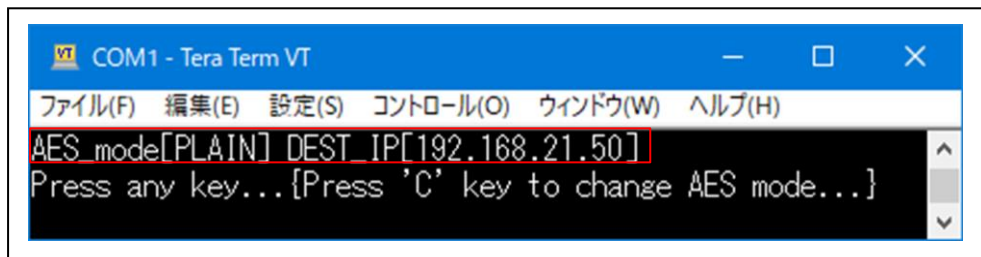 COM1 - Tera Term VT
ファイル(F) 編集(E) 設定(S) コントロール(O) ウィンドウ(W) ヘルプ(H)
AES_mode[PLAIN] DEST_IP[192.168.21.50]
Press any key...{Press 'C' key to change AES mode...}